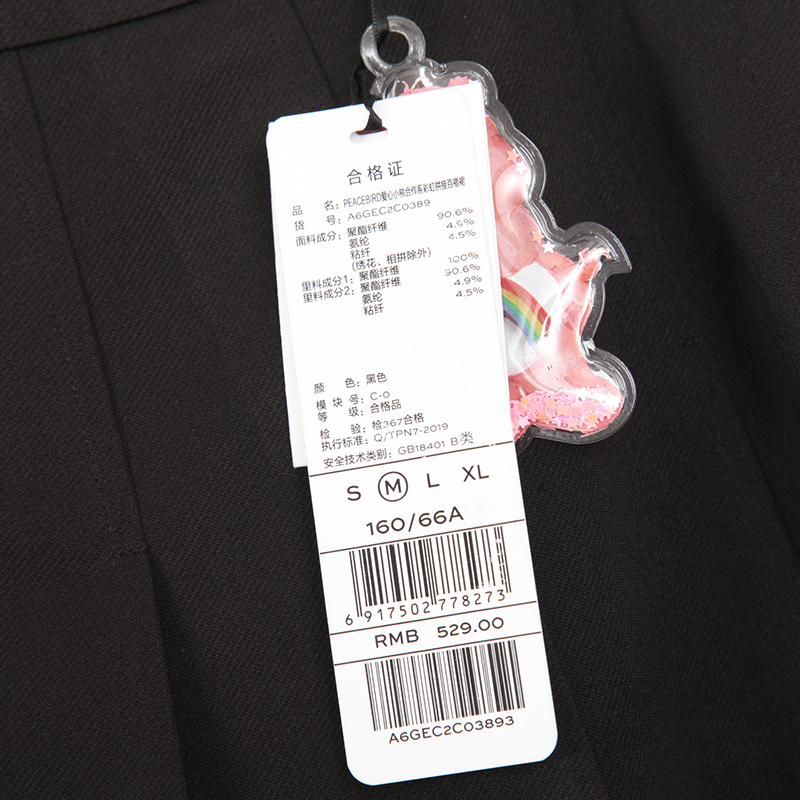 合格证
品 名: PEACEBIRD爱心小熊合作系彩虹拼接百褶裙
货 号: A6GEC2C0389
面料成分: 聚酯纤维 90.6%
氨纶 4.9%
粘纤 4.5%
(绣花、相拼除外)
里料成分1: 聚酯纤维 100%
里料成分2: 聚酯纤维 90.6%
氨纶 4.9%
粘纤 4.5%
颜 色: 黑色
模 块 号: C-0
等 级: 合格品
检 验: 检367合格
执行标准: Q/TPN7-2019
安全技术类别: GB18401 B类
S M L XL
160/66A
6 917502 778273
RMB 529.00
A6GEC2C03893